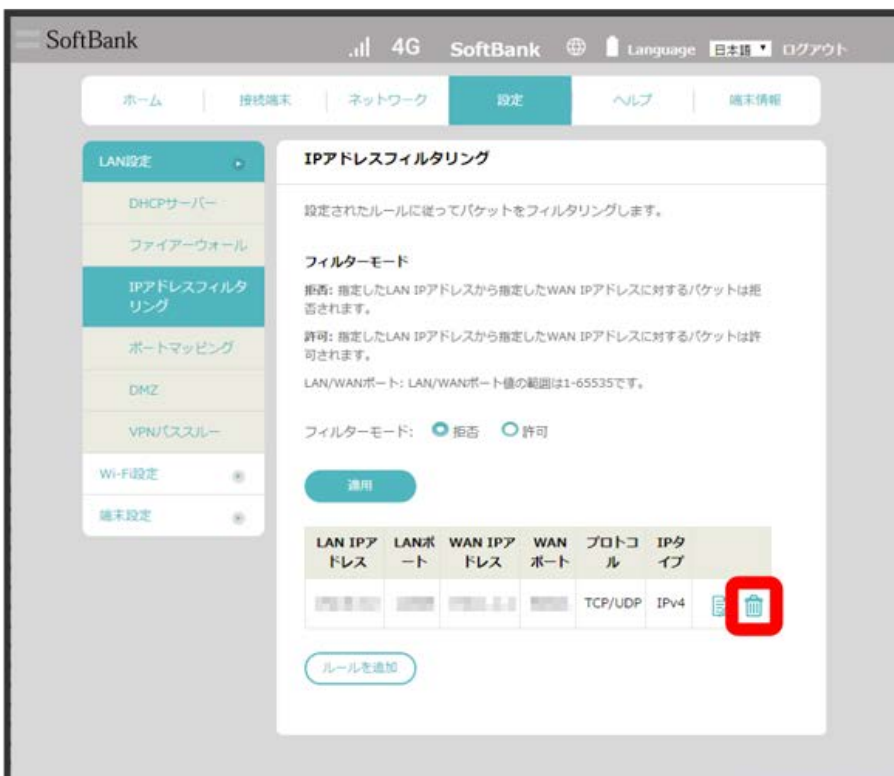 SoftBank
4G SoftBank Language 日本語 ログアウト
ホーム 接続端末 ネットワーク 設定 ヘルプ 端末情報
LAN設定
DHCPサーバー
ファイアーウォール
IPアドレスフィルタ
リング
ポートマッピング
DMZ
VPNパススルー
Wi-Fi設定
端末設定
IPアドレスフィルタリング
設定されたルールに従ってパケットをフィルタリングします。
フィルターモード
拒否: 指定したLAN IPアドレスから指定したWAN IPアドレスに対するパケットは拒
否されます。
許可: 指定したLAN IPアドレスから指定したWAN IPアドレスに対するパケットは許
可されます。
LAN/WANポート: LAN/WANポート値の範囲は1-65535です。
フィルターモード: 拒否 許可
適用
LAN IPア LANポ WAN IPア WAN プロトコ IPタ
ドレス ート ドレス ポート ル イプ
TCP/UDP IPv4
ルールを追加